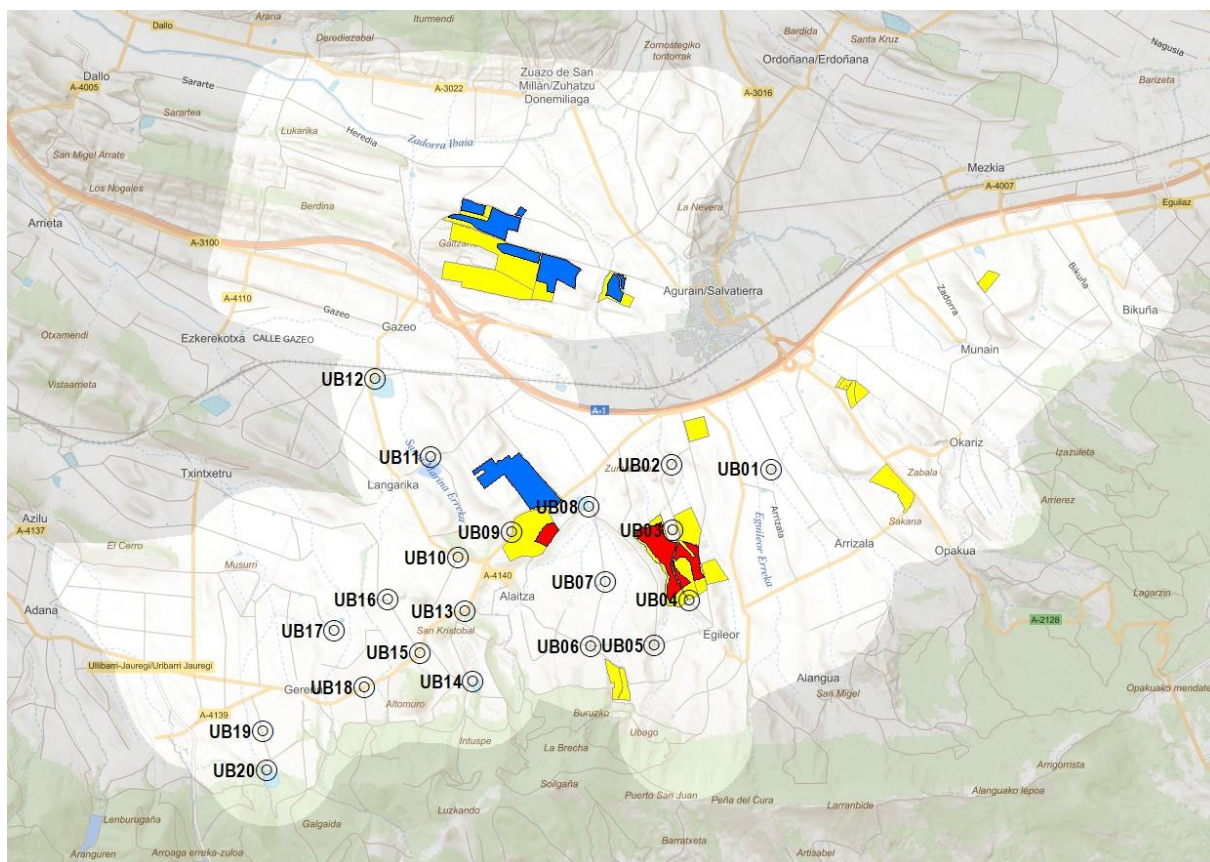 Iturmendi
Arana
Dallo
Derediazabal
Zornostegiko
tontorrak
Bardida
Santa Kruz
Nagusia
Ordoñana/Erdoñana
Dallo
A-4005
Sararte
Sarartea
A-3022
Zuazo de San
Millán/Zuhatzu
Donemiliaga
A-3016
Barizeta
Lukarika
Heredia
Zadorra Ibaia
San Migel Arrate
Los Nogales
Mezkia
A-4007
Eguilaz
Arrieta
Berdina
La Nevera
A-3100
Agurain/Salvatierra
Zadorra
Bikuña
Bikuña
A-4110
Gazeo
Gazeo
Otxamendi
Ezkerekotxa
CALLE GAZEO
Munain
Vistaarrieta
UB12
A-1
Okariz
Izazuleta
UB11
UB02
UB01
Zabala
Txintxetru
Langarika
Arrierez
Azilu
A-4137
UB08
Arrizala
Sakana
El Cerro
UB09
UB03
Eguileor Erreka
Arrizala
Opakua
Musurri
UB10
A-4140
Alaitza
UB07
Lagarzin
Adana
UB16
UB04
UB13
A-2128
UB17
San Kristobal
Egileor
UB15
UB06
UB05
Ullibarri-Jauregi/Uribarri Jauregi
UB14
Alangua
San Migel
UB18
Altomuro
Opakuako mendate
A-4139
Buruzko
UB19
Intuspe
Ubago
La Brecha
UB20
Soilgaña
Arrigorrista
Puerto San Juan
Peña del Cura
Larranbide
Alanguako lepoa
Lenburugaña
Galgaida
Luzkando
Aranguren
Arroaga erreka-zuloa
Barratxeta
Artisabel